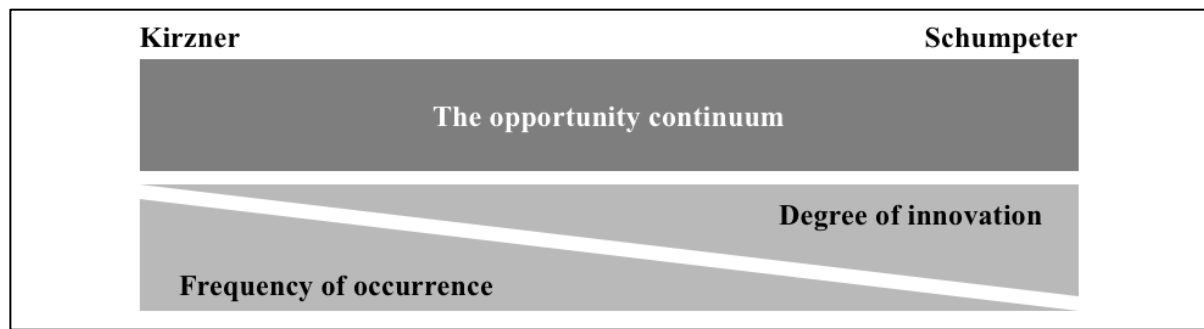 Kirzner Schumpeter
The opportunity continuum
Degree of innovation
Frequency of occurrence